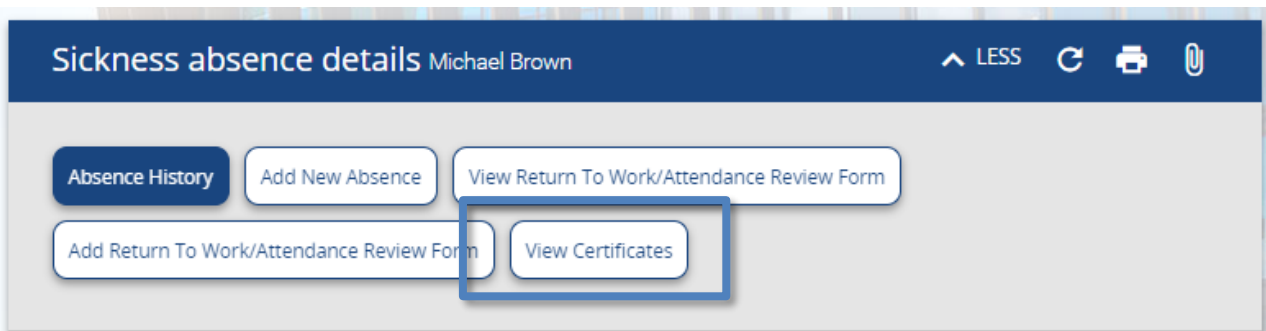 Sickness absence details Michael Brown LESS
Absence History Add New Absence View Return To Work/Attendance Review Form
Add Return To Work/Attendance Review Form View Certificates